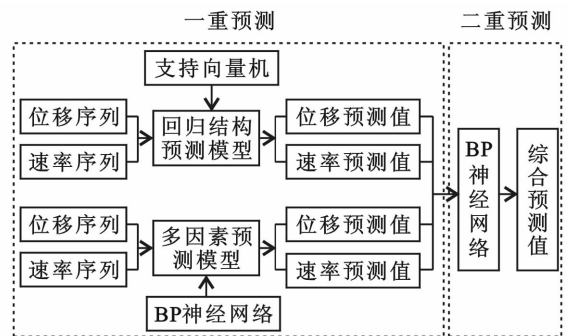 一重预测
二重预测
支持向量机
位移序列
速率序列
回归结构
预测模型
位移预测值
速率预测值
位移序列
速率序列
多因素预
测模型
位移预测值
速率预测值
BP神经网络
BP
神
经
网
络
综
合
预
测
值